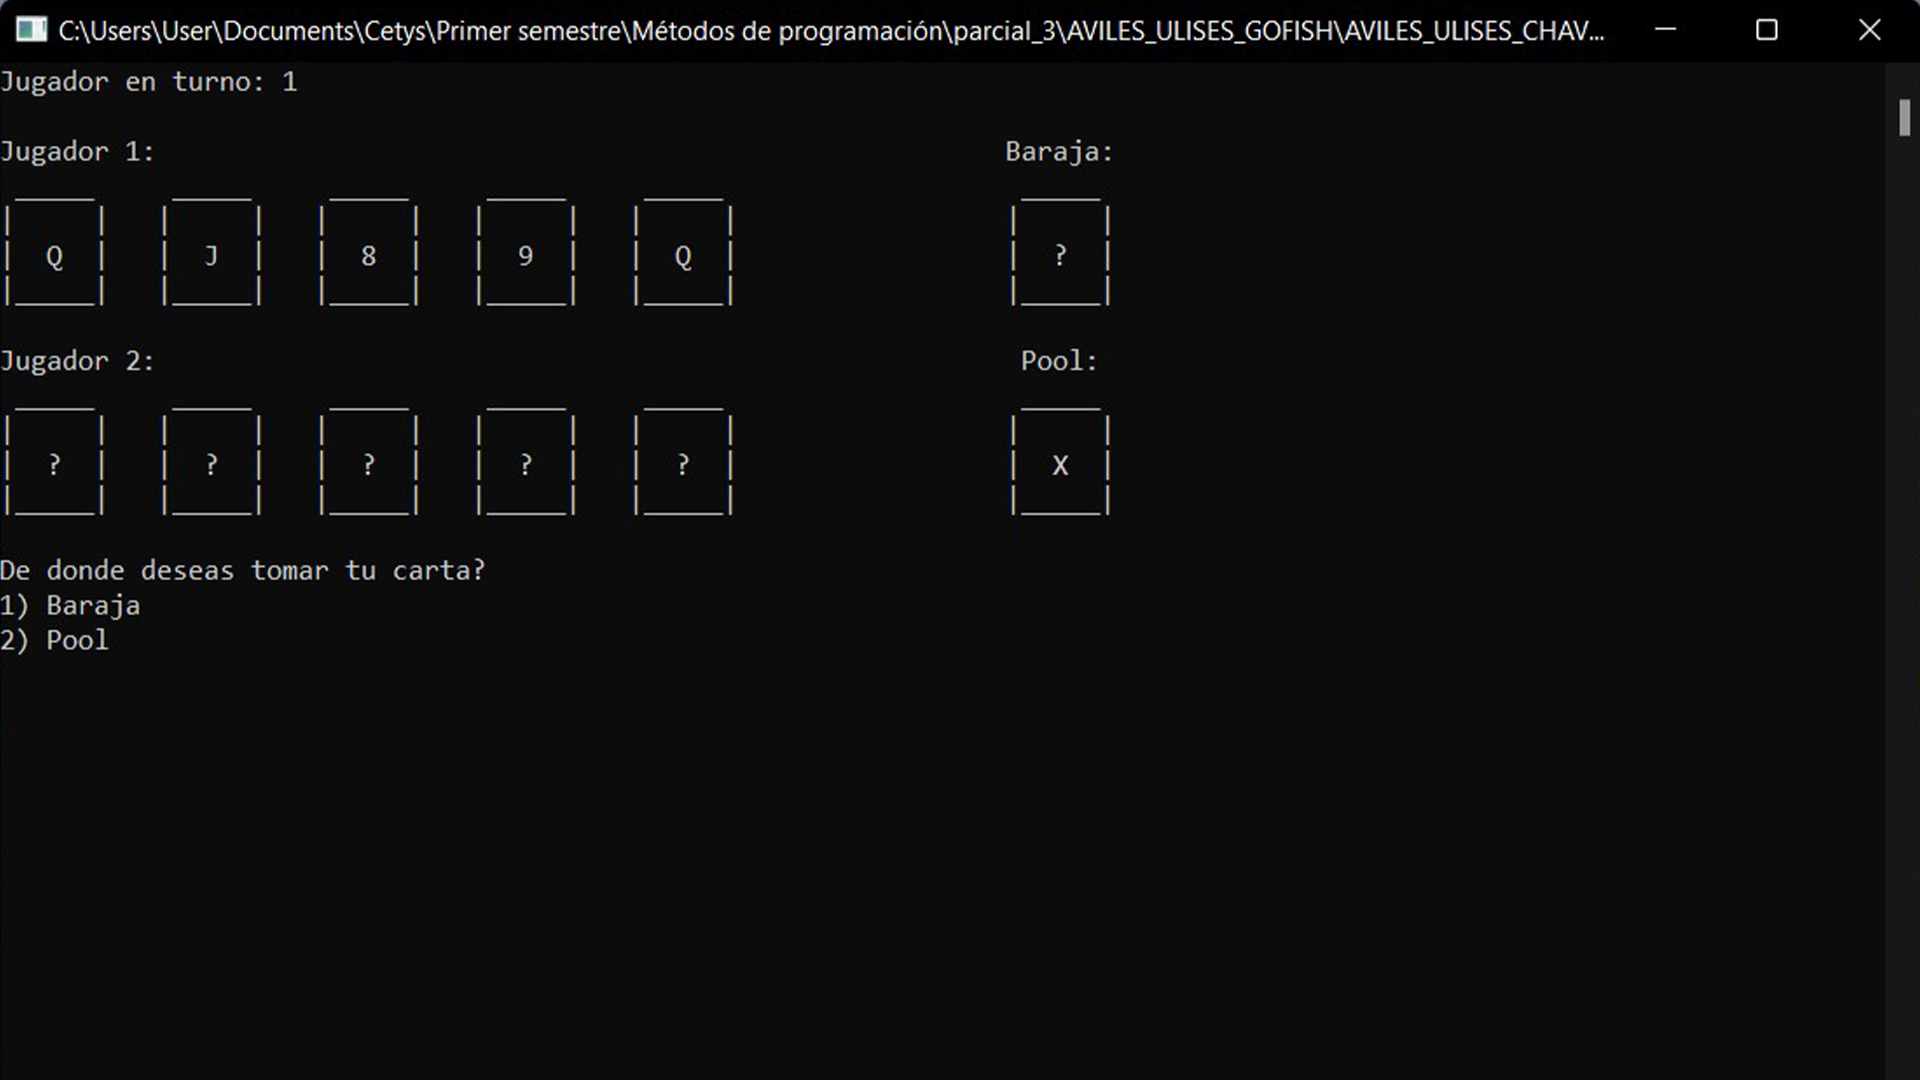 C:\Users\User\Documents\Cetys\Primer semestre\Métodos de programación\parcial_3\AVILES_ULISES_GOFISH\AVILES_ULISES_CHAV...
Jugador en turno: 1
Jugador 1: Baraja:
Q J 8 9 Q ?
Jugador 2: Pool:
? ? ? ? ? X
De donde deseas tomar tu carta?
1) Baraja
2) Pool